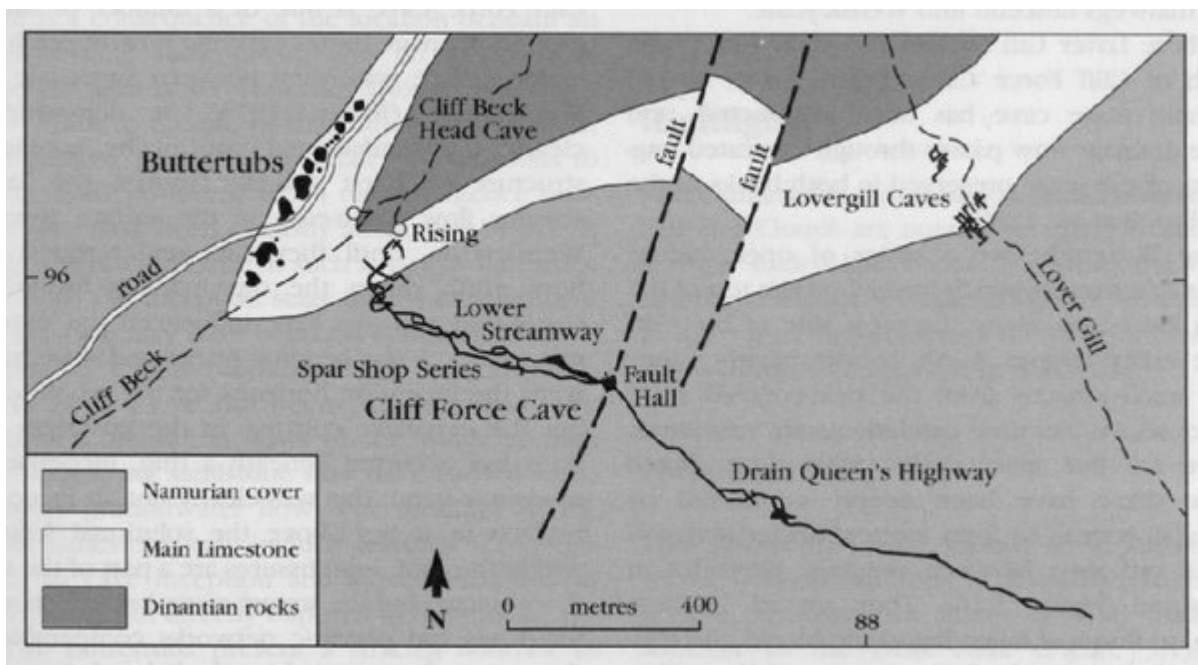 Cliff Beck
Head Cave
Buttertubs
fault
fault
Lovergill Caves
Rising
96
road
Lower
Streamway
Lover Gill
Spar Shop Series
Fault
Hall
Cliff Beck
Cliff Force Cave
Drain Queen's Highway
Namurian cover
Main Limestone
Dinantian rocks
N
0 metres 400
88